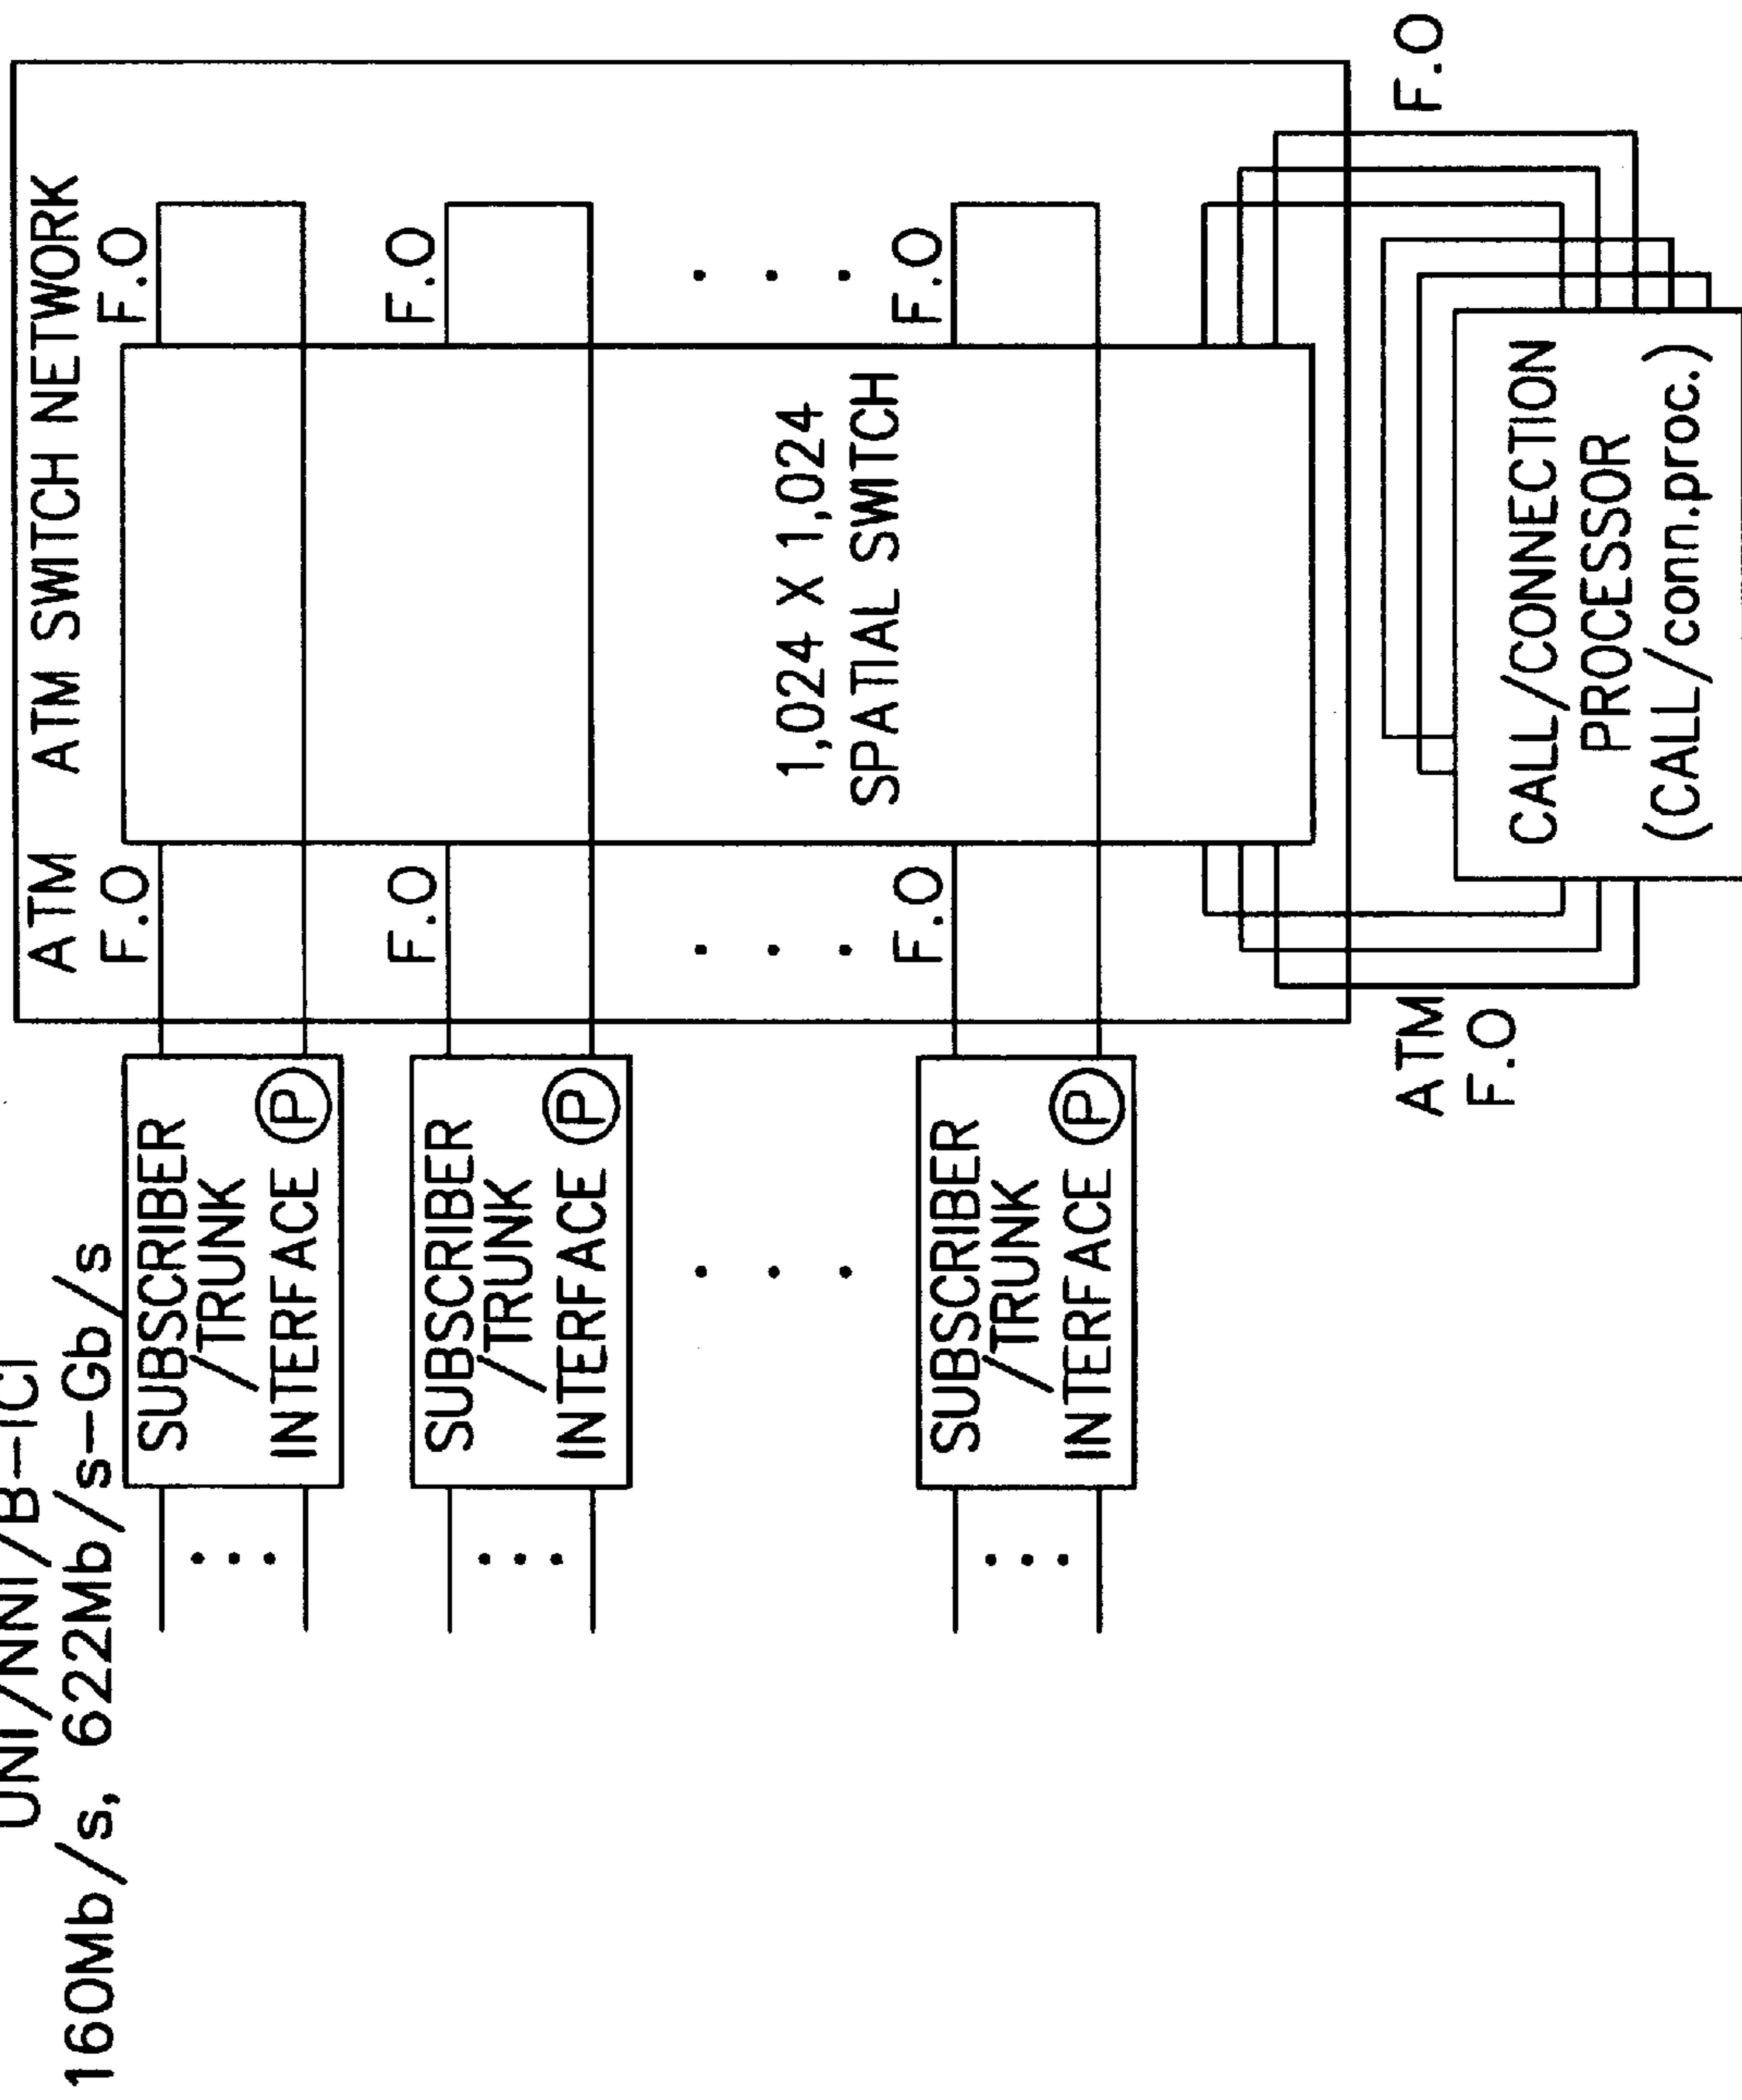 UNI/NNI/B-ICI
160Mb/s, 622Mb/s-Gb/s
ATM
ATM SWITCH NETWORK
F.O
F.O
SUBSCRIBER
/TRUNK
INTERFACE
P
F.O
F.O
SUBSCRIBER
/TRUNK
INTERFACE
P
1,024 X 1,024
SPATIAL SWITCH
F.O
F.O
SUBSCRIBER
/TRUNK
INTERFACE
P
ATM
F.O
F.O
CALL/CONNECTION
PROCESSOR
(CALL/conn.proc.)